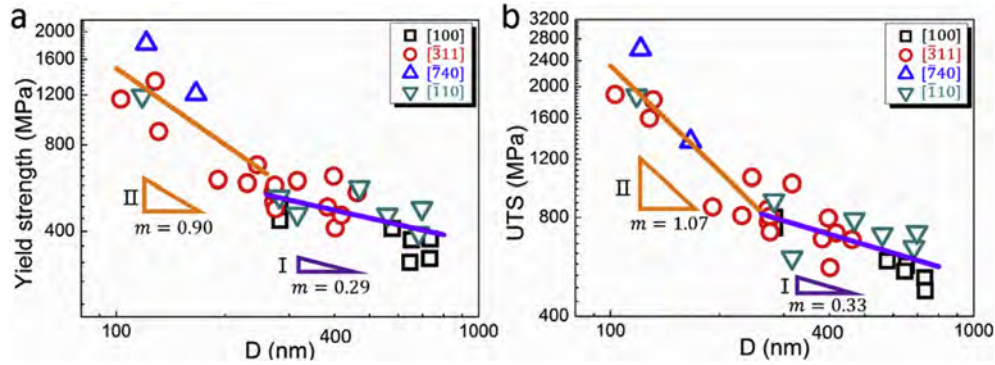 a
2000
1600
1200
800
400
Yield strength (MPa)
[100]
[3̄11]
[7̄40]
[1̄10]
II
m = 0.90
I
m = 0.29
100
400
1000
D (nm)
b
3200
2800
2400
2000
1600
1200
800
400
UTS (MPa)
[100]
[3̄11]
[7̄40]
[1̄10]
II
m = 1.07
I
m = 0.33
100
400
1000
D (nm)